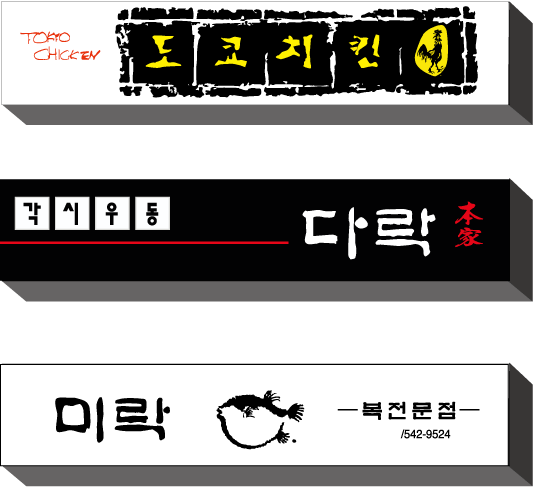 TOKYO
CHICKEN
도쿄치킨
각시우동
다락
本家
미락
—복전문점—
/542-9524